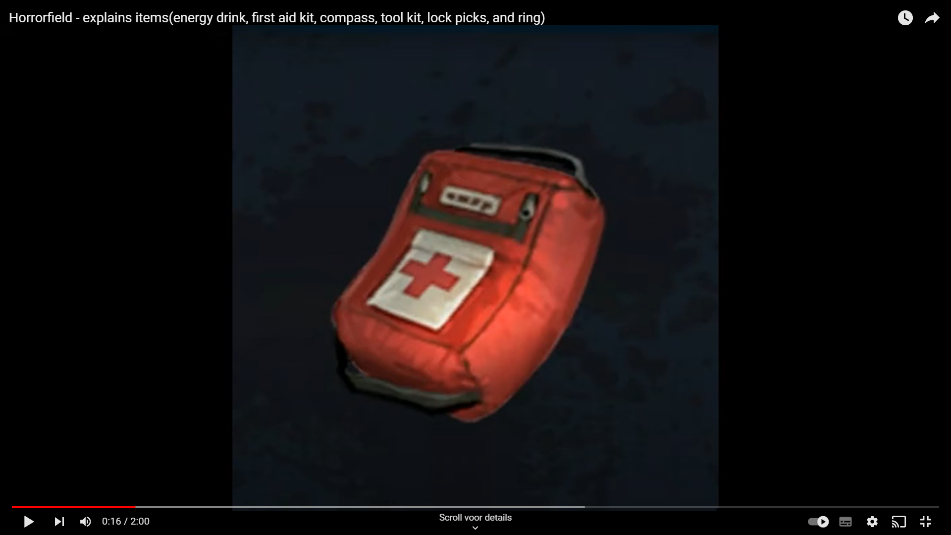 Horrorfield - explains items(energy drink, first aid kit, compass, tool kit, lock picks, and ring)
0:16 / 2:00
Scroll voor details